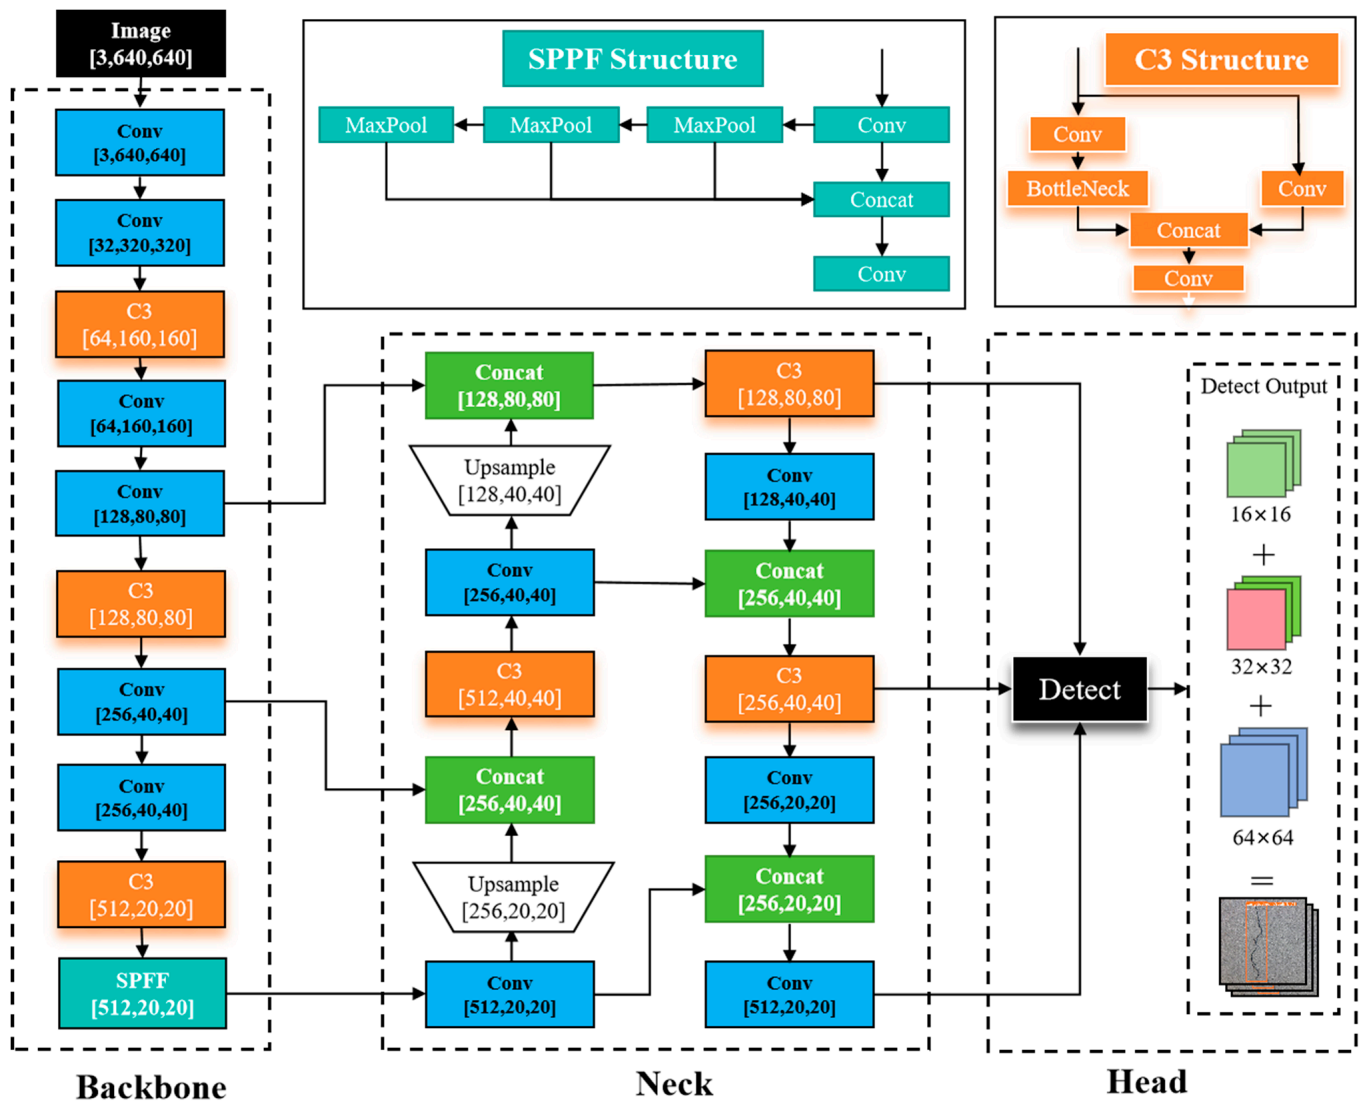 Image
[3,640,640]
Conv
[3,640,640]
Conv
[32,320,320]
C3
[64,160,160]
Conv
[64,160,160]
Conv
[128,80,80]
C3
[128,80,80]
Conv
[256,40,40]
Conv
[256,40,40]
C3
[512,20,20]
SPFF
[512,20,20]
Backbone
SPPF Structure
MaxPool
MaxPool
MaxPool
Conv
Concat
Conv
C3 Structure
Conv
BottleNeck
Conv
Concat
Conv
Concat
[128,80,80]
Upsample
[128,40,40]
Conv
[256,40,40]
C3
[512,40,40]
Concat
[256,40,40]
Upsample
[256,20,20]
Conv
[512,20,20]
C3
[128,80,80]
Conv
[128,40,40]
Concat
[256,40,40]
C3
[256,40,40]
Conv
[256,20,20]
Concat
[256,20,20]
Conv
[512,20,20]
Neck
Detect
Detect Output
16×16
+
32×32
+
64×64
=
Head